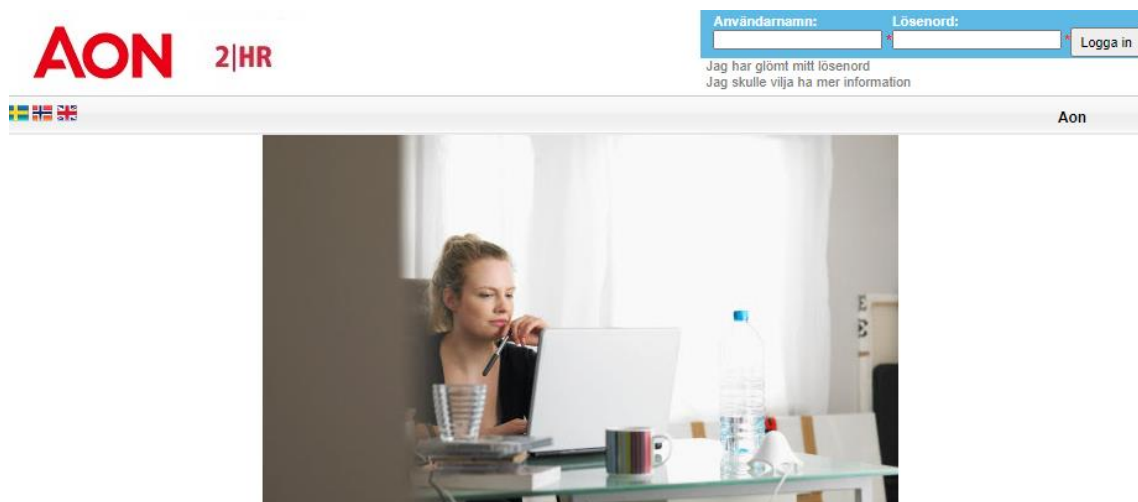 AON
2|HR
Användarnamn:
Lösenord:
* * Logga in
Jag har glömt mitt lösenord
Jag skulle vilja ha mer information
Aon